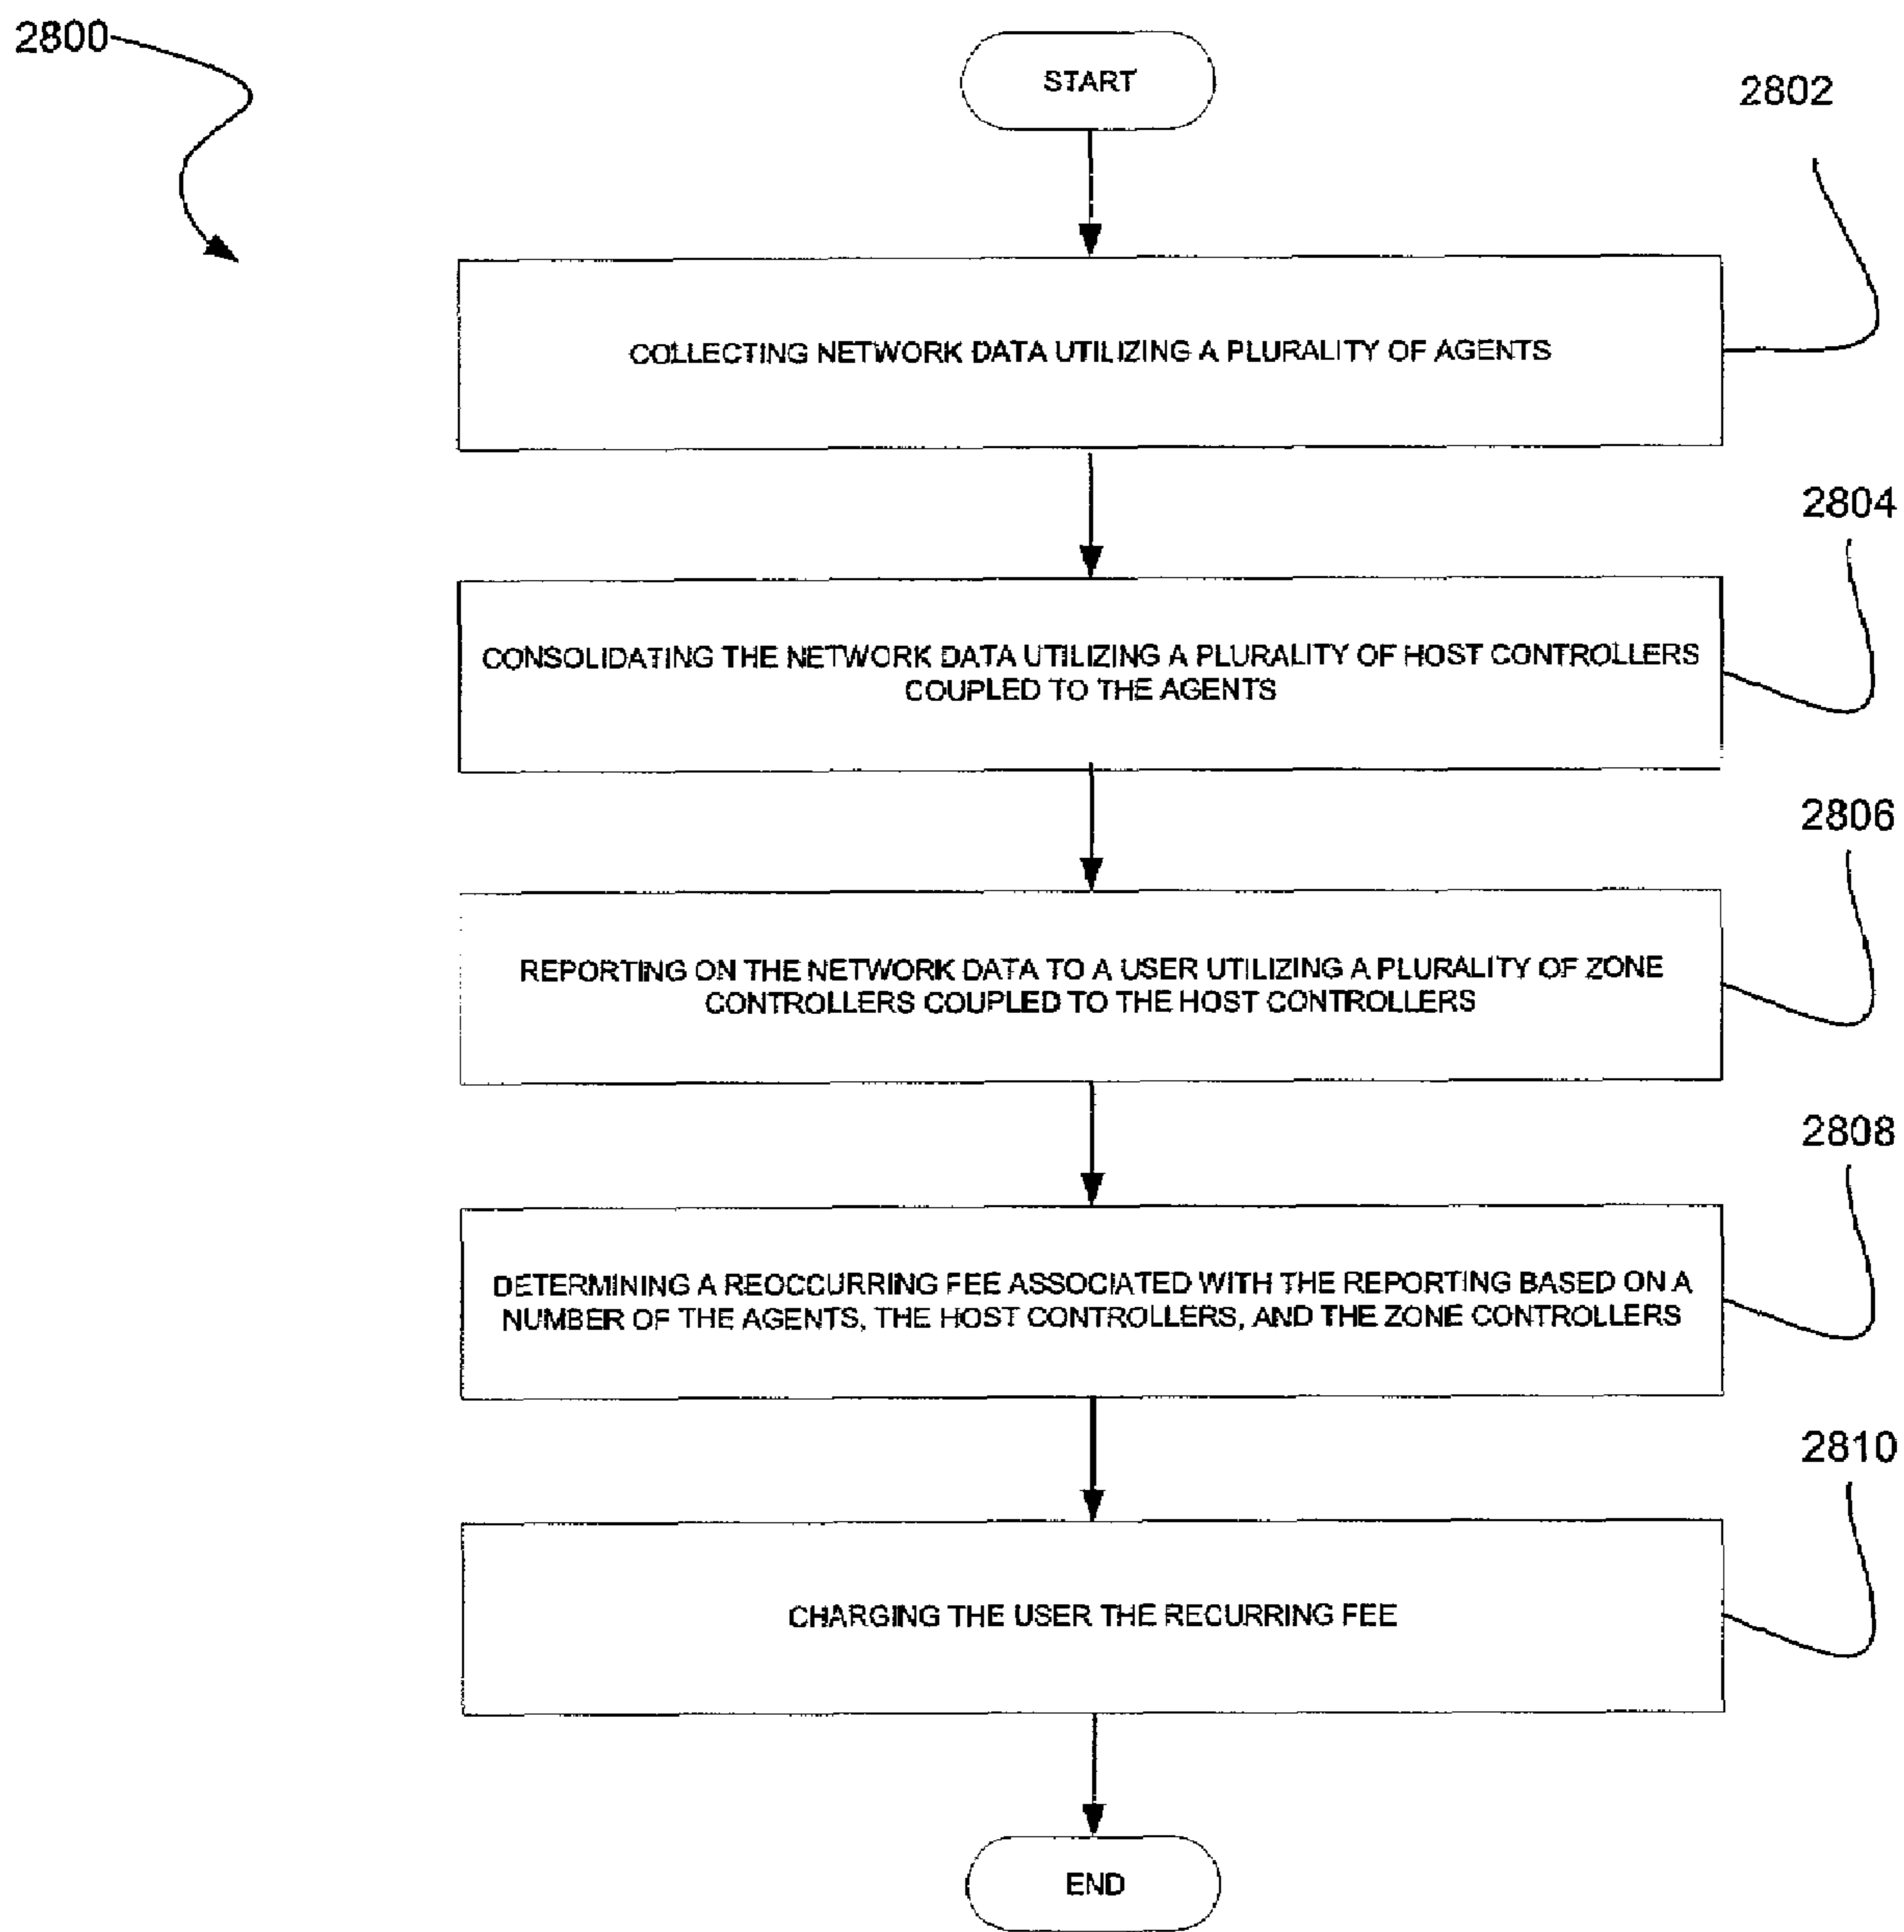 2800
START
2802
COLLECTING NETWORK DATA UTILIZING A PLURALITY OF AGENTS
2804
CONSOLIDATING THE NETWORK DATA UTILIZING A PLURALITY OF HOST CONTROLLERS
COUPLED TO THE AGENTS
2806
REPORTING ON THE NETWORK DATA TO A USER UTILIZING A PLURALITY OF ZONE
CONTROLLERS COUPLED TO THE HOST CONTROLLERS
2808
DETERMINING A REOCCURRING FEE ASSOCIATED WITH THE REPORTING BASED ON A
NUMBER OF THE AGENTS, THE HOST CONTROLLERS, AND THE ZONE CONTROLLERS
2810
CHARGING THE USER THE RECURRING FEE
END